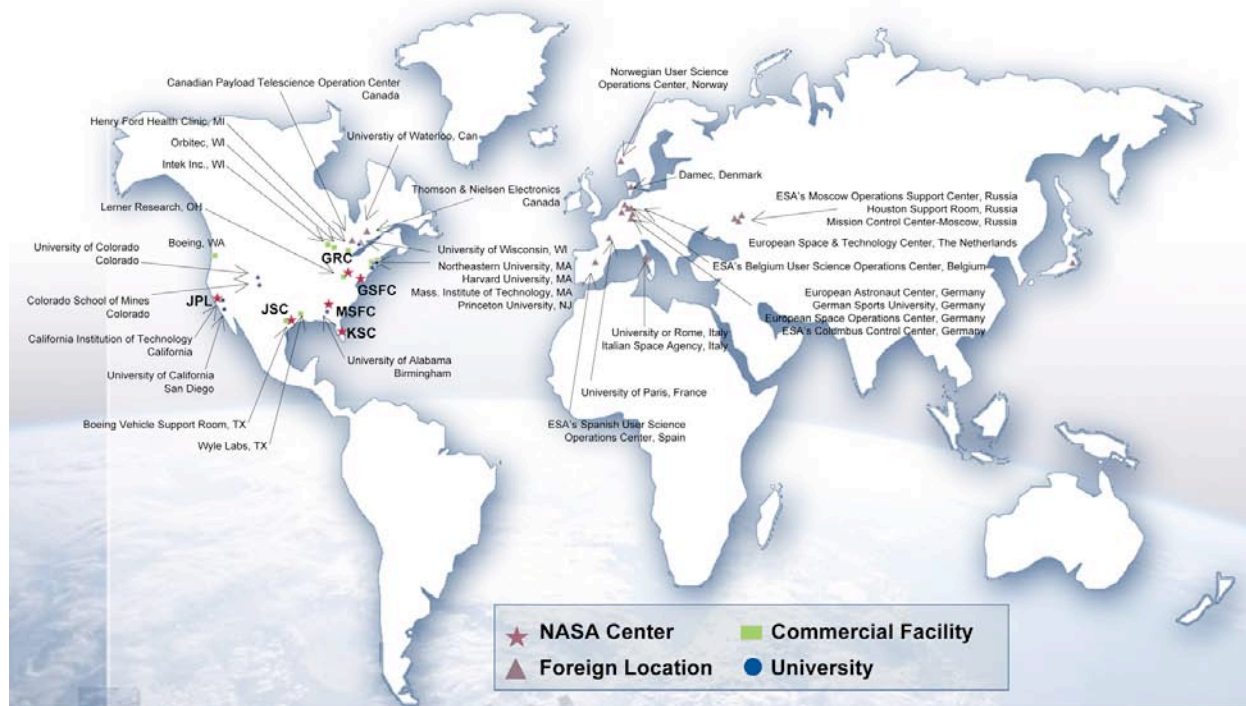 Canadian Payload Telescience Operation Center
Canada
Henry Ford Health Clinic, MI
Orbitec, WI
Intek Inc., WI
Universtiy of Waterloo, Can
Thomson & Nielsen Electronics
Canada
Lerner Research, OH
Boeing, WA
University of Colorado
Colorado
Colorado School of Mines
Colorado
California Institution of Technology
California
University of California
San Diego
Boeing Vehicle Support Room, TX
Wyle Labs, TX
University of Alabama
Birmingham
GRC
GSFC
MSFC
KSC
JSC
JPL
University of Wisconsin, WI
Northeastern University, MA
Harvard University, MA
Mass. Institute of Technology, MA
Princeton University, NJ
Norwegian User Science
Operations Center, Norway
Damec, Denmark
ESA's Moscow Operations Support Center, Russia
Houston Support Room, Russia
Mission Control Center-Moscow, Russia
European Space & Technology Center, The Netherlands
ESA's Belgium User Science Operations Center, Belgium
European Astronaut Center, Germany
German Sports University, Germany
European Space Operations Center, Germany
ESA's Columbus Control Center, Germany
University or Rome, Italy
Italian Space Agency, Italy
University of Paris, France
ESA's Spanish User Science
Operations Center, Spain
NASA Center
Commercial Facility
Foreign Location
University